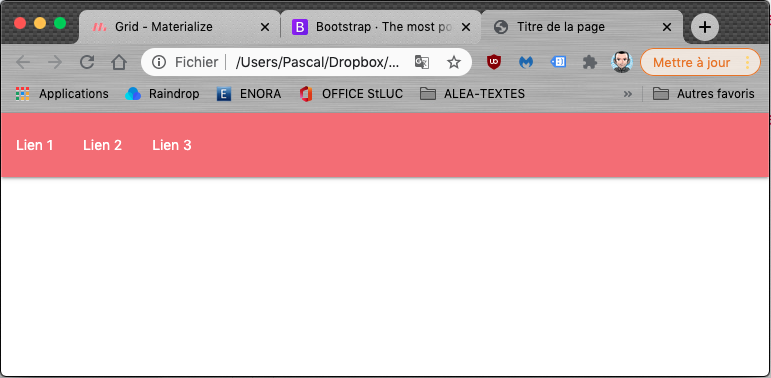 Grid - Materialize
Bootstrap · The most po
Titre de la page
Fichier
/Users/Pascal/Dropbox/...
Mettre à jour
Applications
Raindrop
E
ENORA
OFFICE StLUC
ALEA-TEXTES
»
Autres favoris
Lien 1
Lien 2
Lien 3